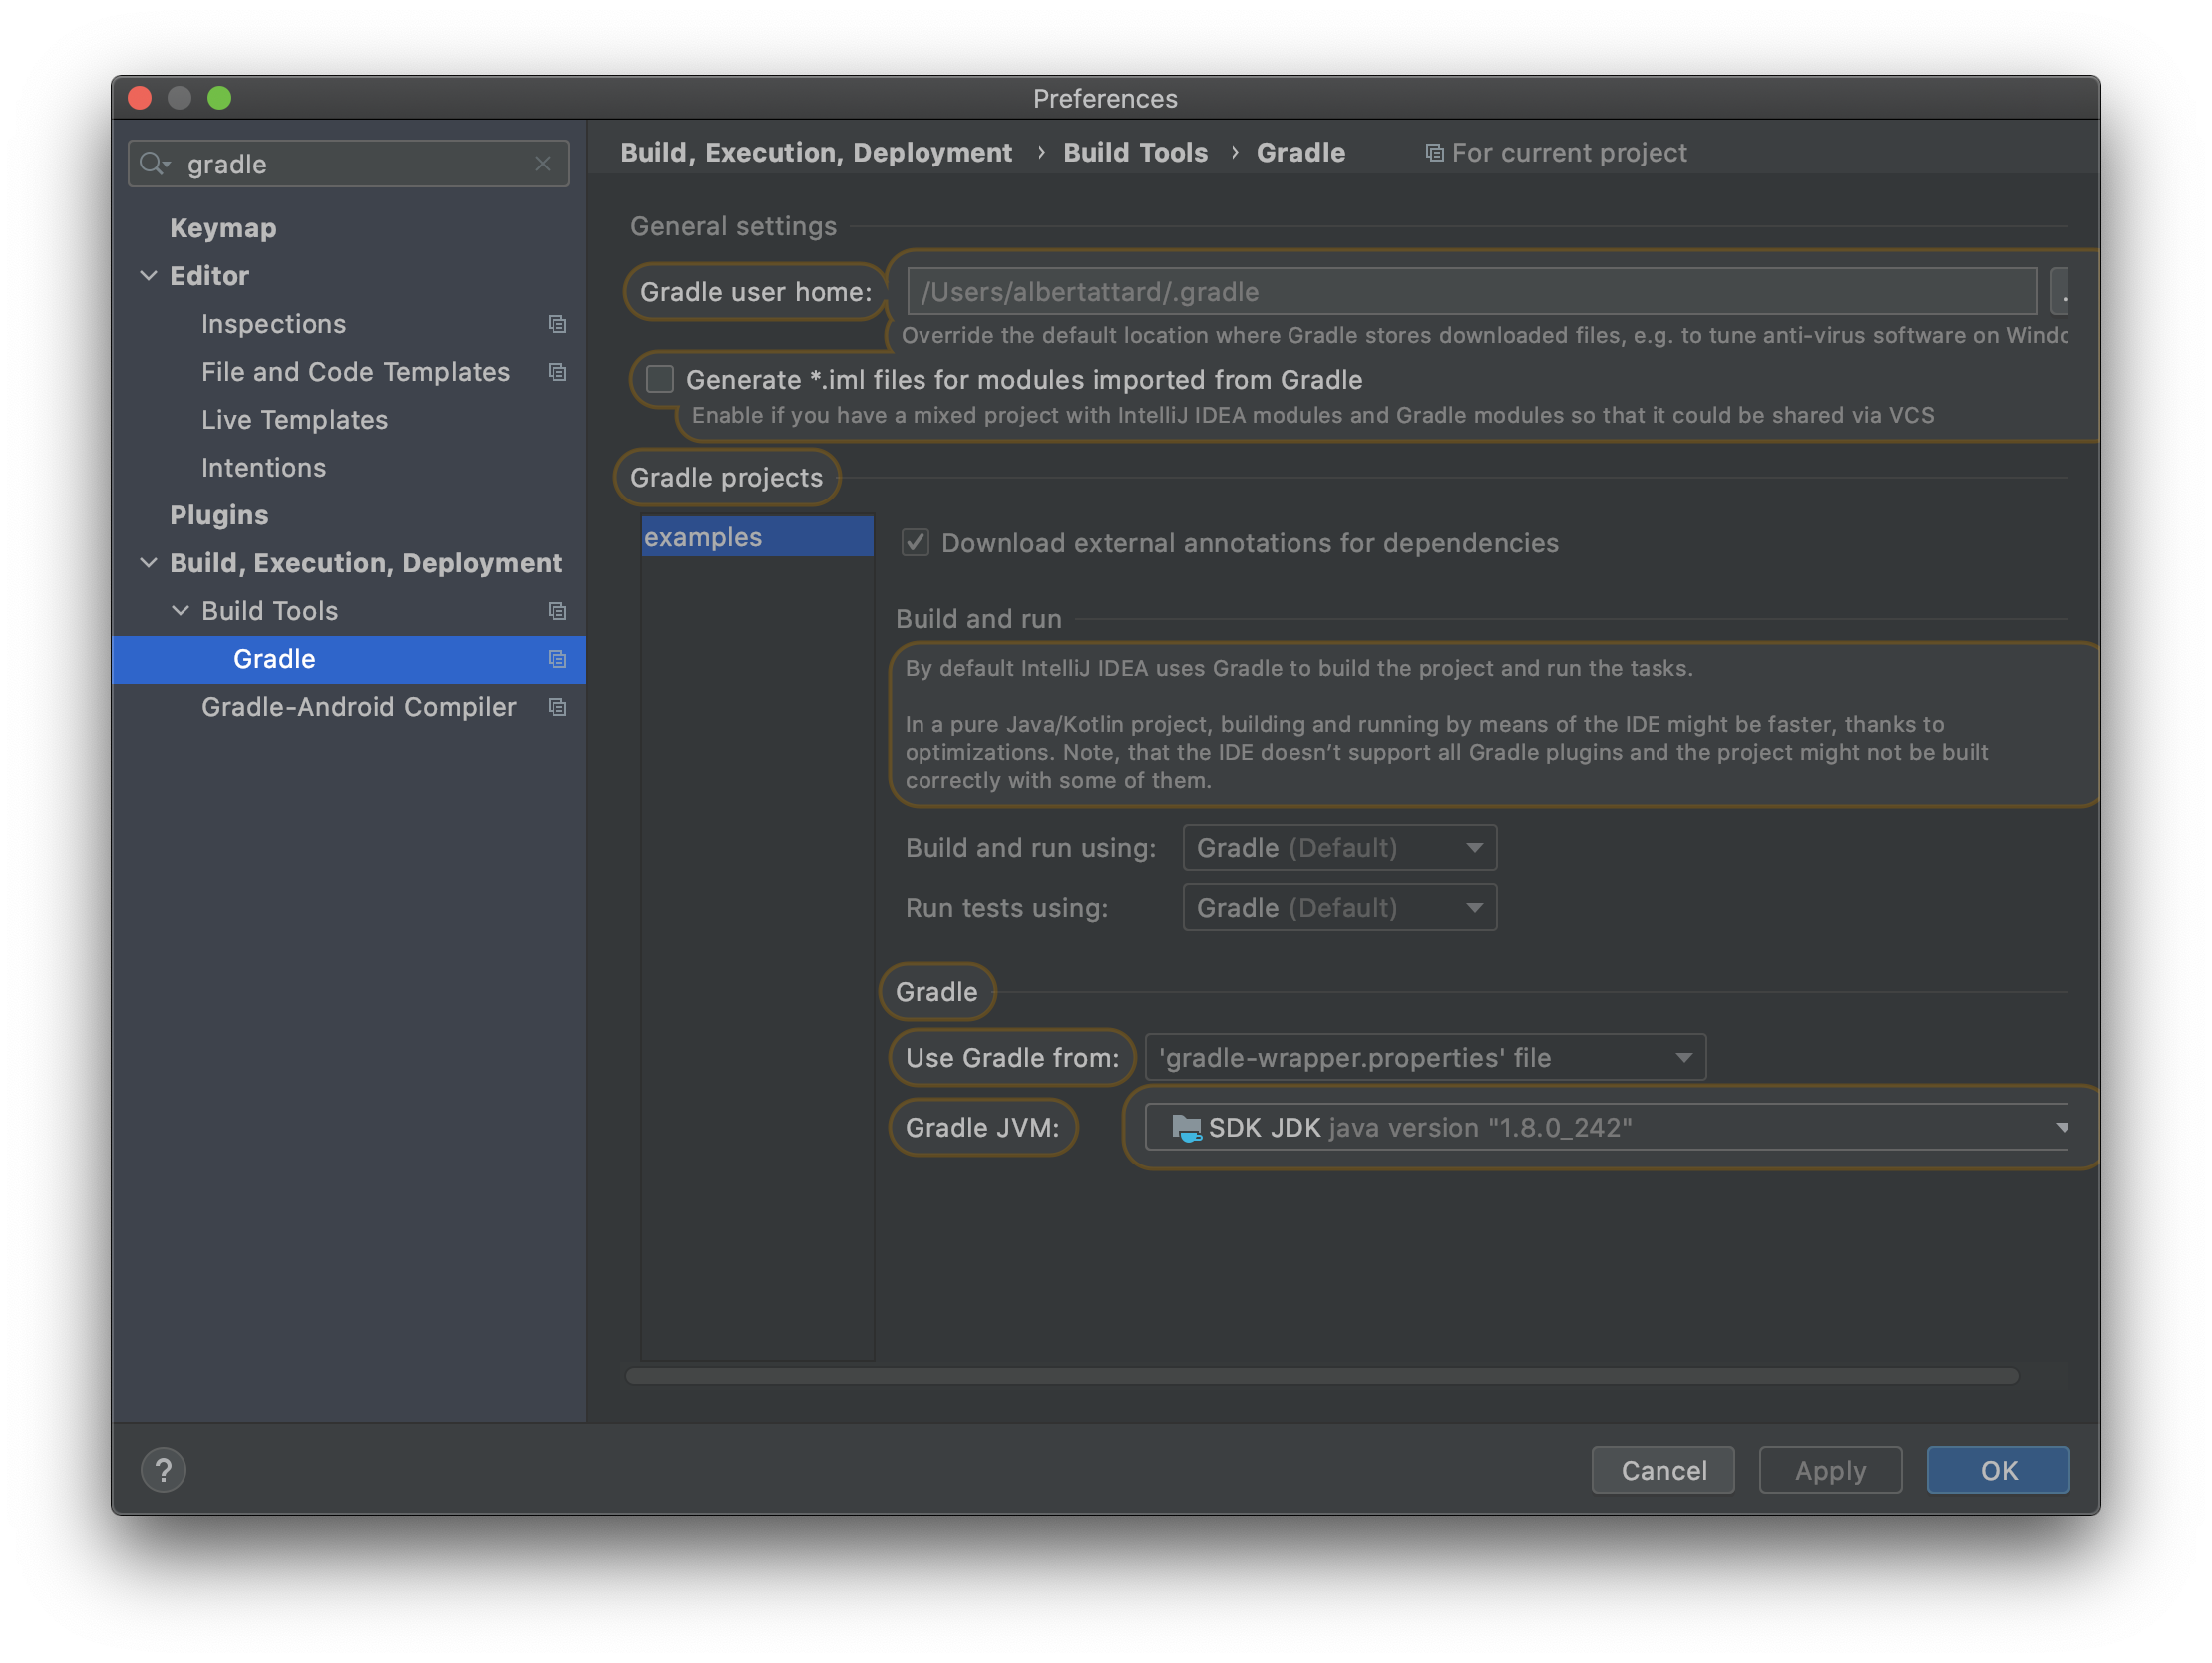 Preferences
gradle
Keymap
Editor
Inspections
File and Code Templates
Live Templates
Intentions
Plugins
Build, Execution, Deployment
Build Tools
Gradle
Gradle-Android Compiler
Build, Execution, Deployment › Build Tools › Gradle For current project
General settings
Gradle user home: /Users/albertattard/.gradle
Override the default location where Gradle stores downloaded files, e.g. to tune anti-virus software on
Generate *.iml files for modules imported from Gradle
Enable if you have a mixed project with IntelliJ IDEA modules and Gradle modules so that it could be shared via VCS
Gradle projects
examples
Download external annotations for dependencies
Build and run
By default IntelliJ IDEA uses Gradle to build the project and run the tasks.
In a pure Java/Kotlin project, building and running by means of the IDE might be faster, thanks to
optimizations. Note, that the IDE doesn't support all Gradle plugins and the project might not be built
correctly with some of them.
Build and run using: Gradle (Default)
Run tests using: Gradle (Default)
Gradle
Use Gradle from: 'gradle-wrapper.properties' file
Gradle JVM: SDK JDK java version "1.8.0_242"
? Cancel Apply OK